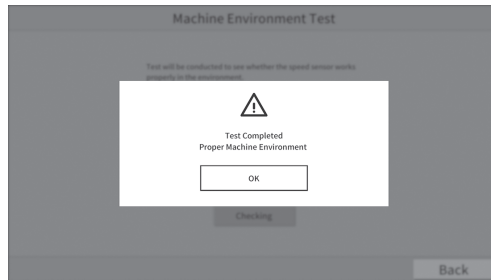 Machine Environment Test
Test will be conducted to see whether the speed sensor works
properly in the environment.
Test Completed
Proper Machine Environment
OK
Checking
Back